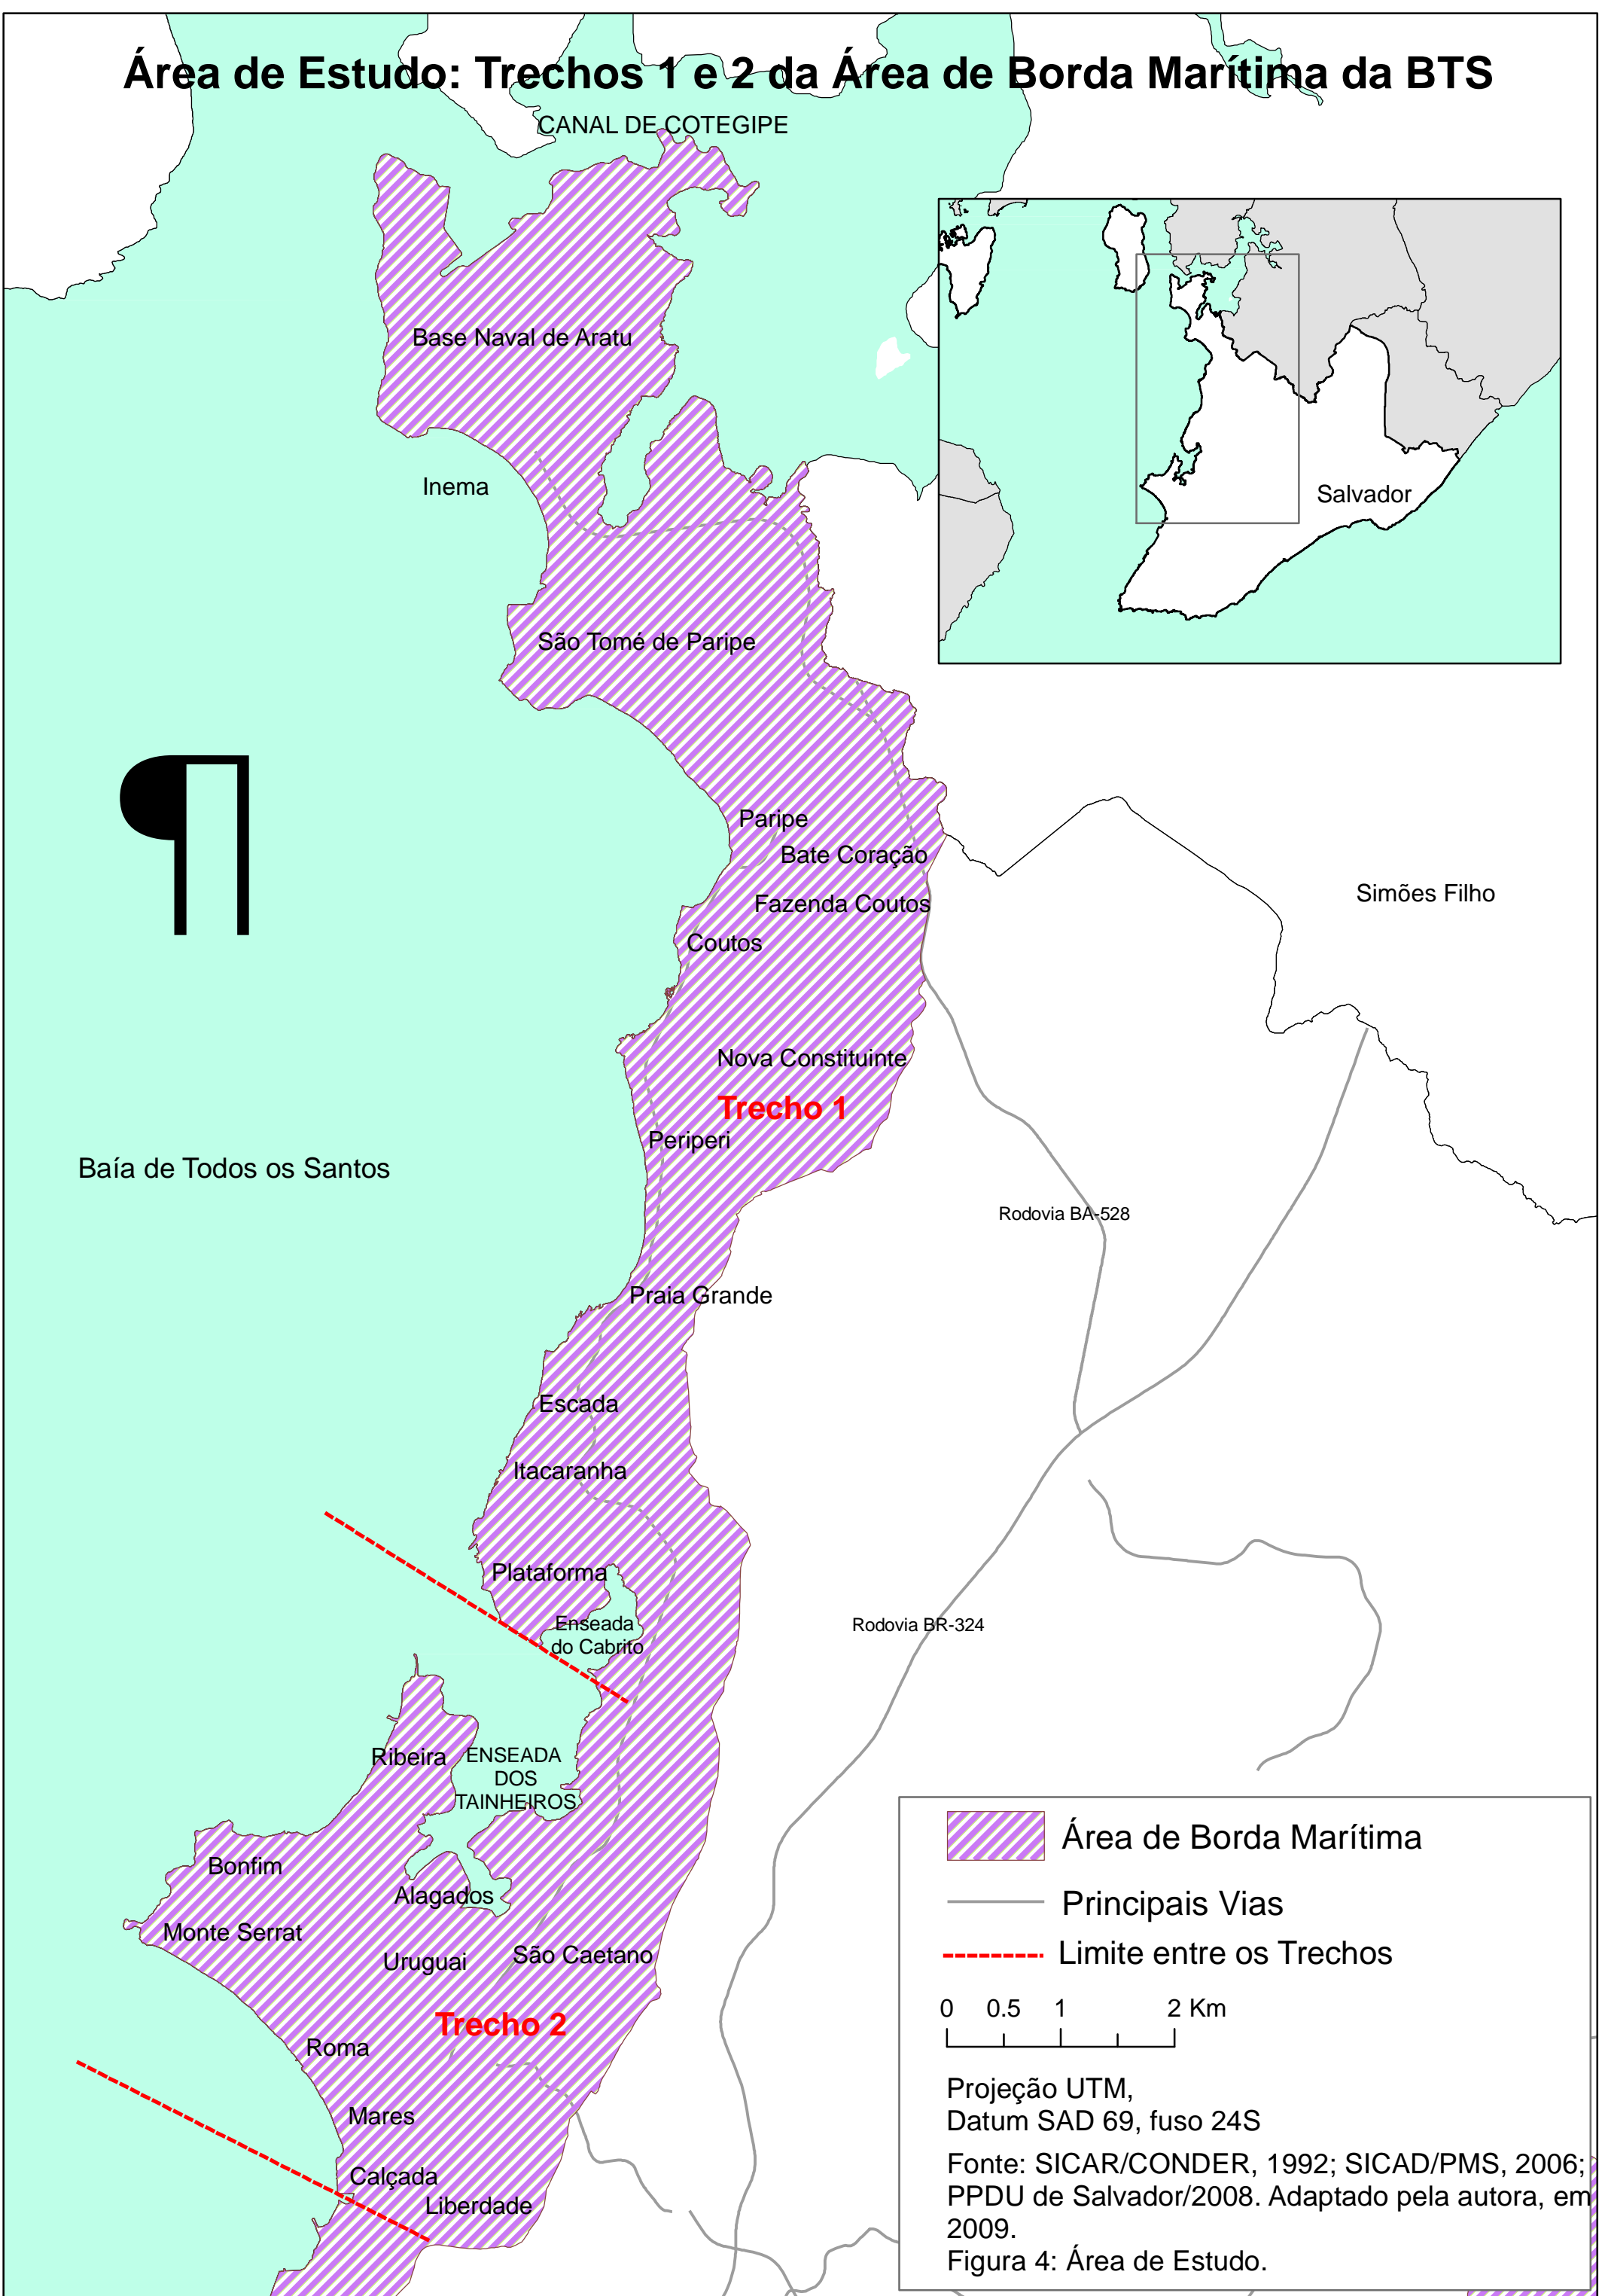 Área de Estudo: Trechos 1 e 2 da Área de Borda Marítima da BTS
CANAL DE COTEGIPE
Base Naval de Aratu
Inema
Salvador
São Tomé de Paripe
¶
Paripe
Bate Coração
Fazenda Coutos
Simões Filho
Coutos
Nova Constituinte
Trecho 1
Periperi
Baía de Todos os Santos
Rodovia BA-528
Praia Grande
Escada
Itacaranha
Plataforma
Enseada
do Cabrito
Rodovia BR-324
Ribeira
ENSEADA
DOS
TAINHEIROS
Bonfim
Alagados
Monte Serrat
Uruguai
São Caetano
Trecho 2
Roma
Mares
Calçada
Liberdade
Área de Borda Marítima
Principais Vias
Limite entre os Trechos
0 0.5 1 2 Km
Projeção UTM,
Datum SAD 69, fuso 24S
Fonte: SICAR/CONDER, 1992; SICAD/PMS, 2006;
PPDU de Salvador/2008. Adaptado pela autora, em
2009.
Figura 4: Área de Estudo.